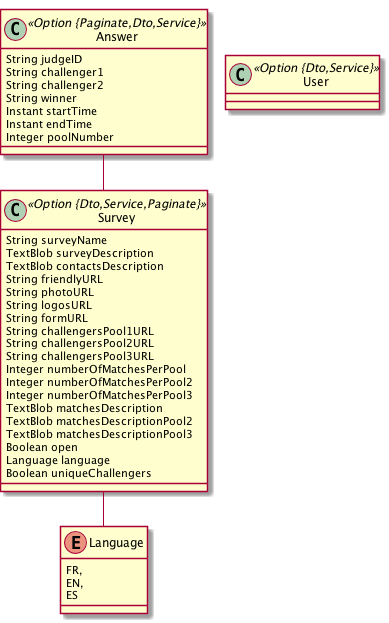 C «Option {Paginate,Dto,Service}»
Answer
String judgeID
String challenger1
String challenger2
String winner
Instant startTime
Instant endTime
Integer poolNumber
C «Option {Dto,Service}»
User
C «Option {Dto,Service,Paginate}»
Survey
String surveyName
TextBlob surveyDescription
TextBlob contactsDescription
String friendlyURL
String photoURL
String logosURL
String formURL
String challengersPool1URL
String challengersPool2URL
String challengersPool3URL
Integer numberOfMatchesPerPool
Integer numberOfMatchesPerPool2
Integer numberOfMatchesPerPool3
TextBlob matchesDescription
TextBlob matchesDescriptionPool2
TextBlob matchesDescriptionPool3
Boolean open
Language language
Boolean uniqueChallengers
E Language
FR,
EN,
ES